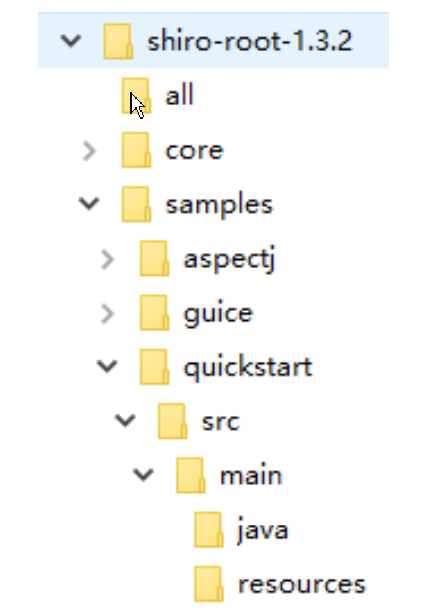 shiro-root-1.3.2
all
core
samples
aspectj
guice
quickstart
src
main
java
resources